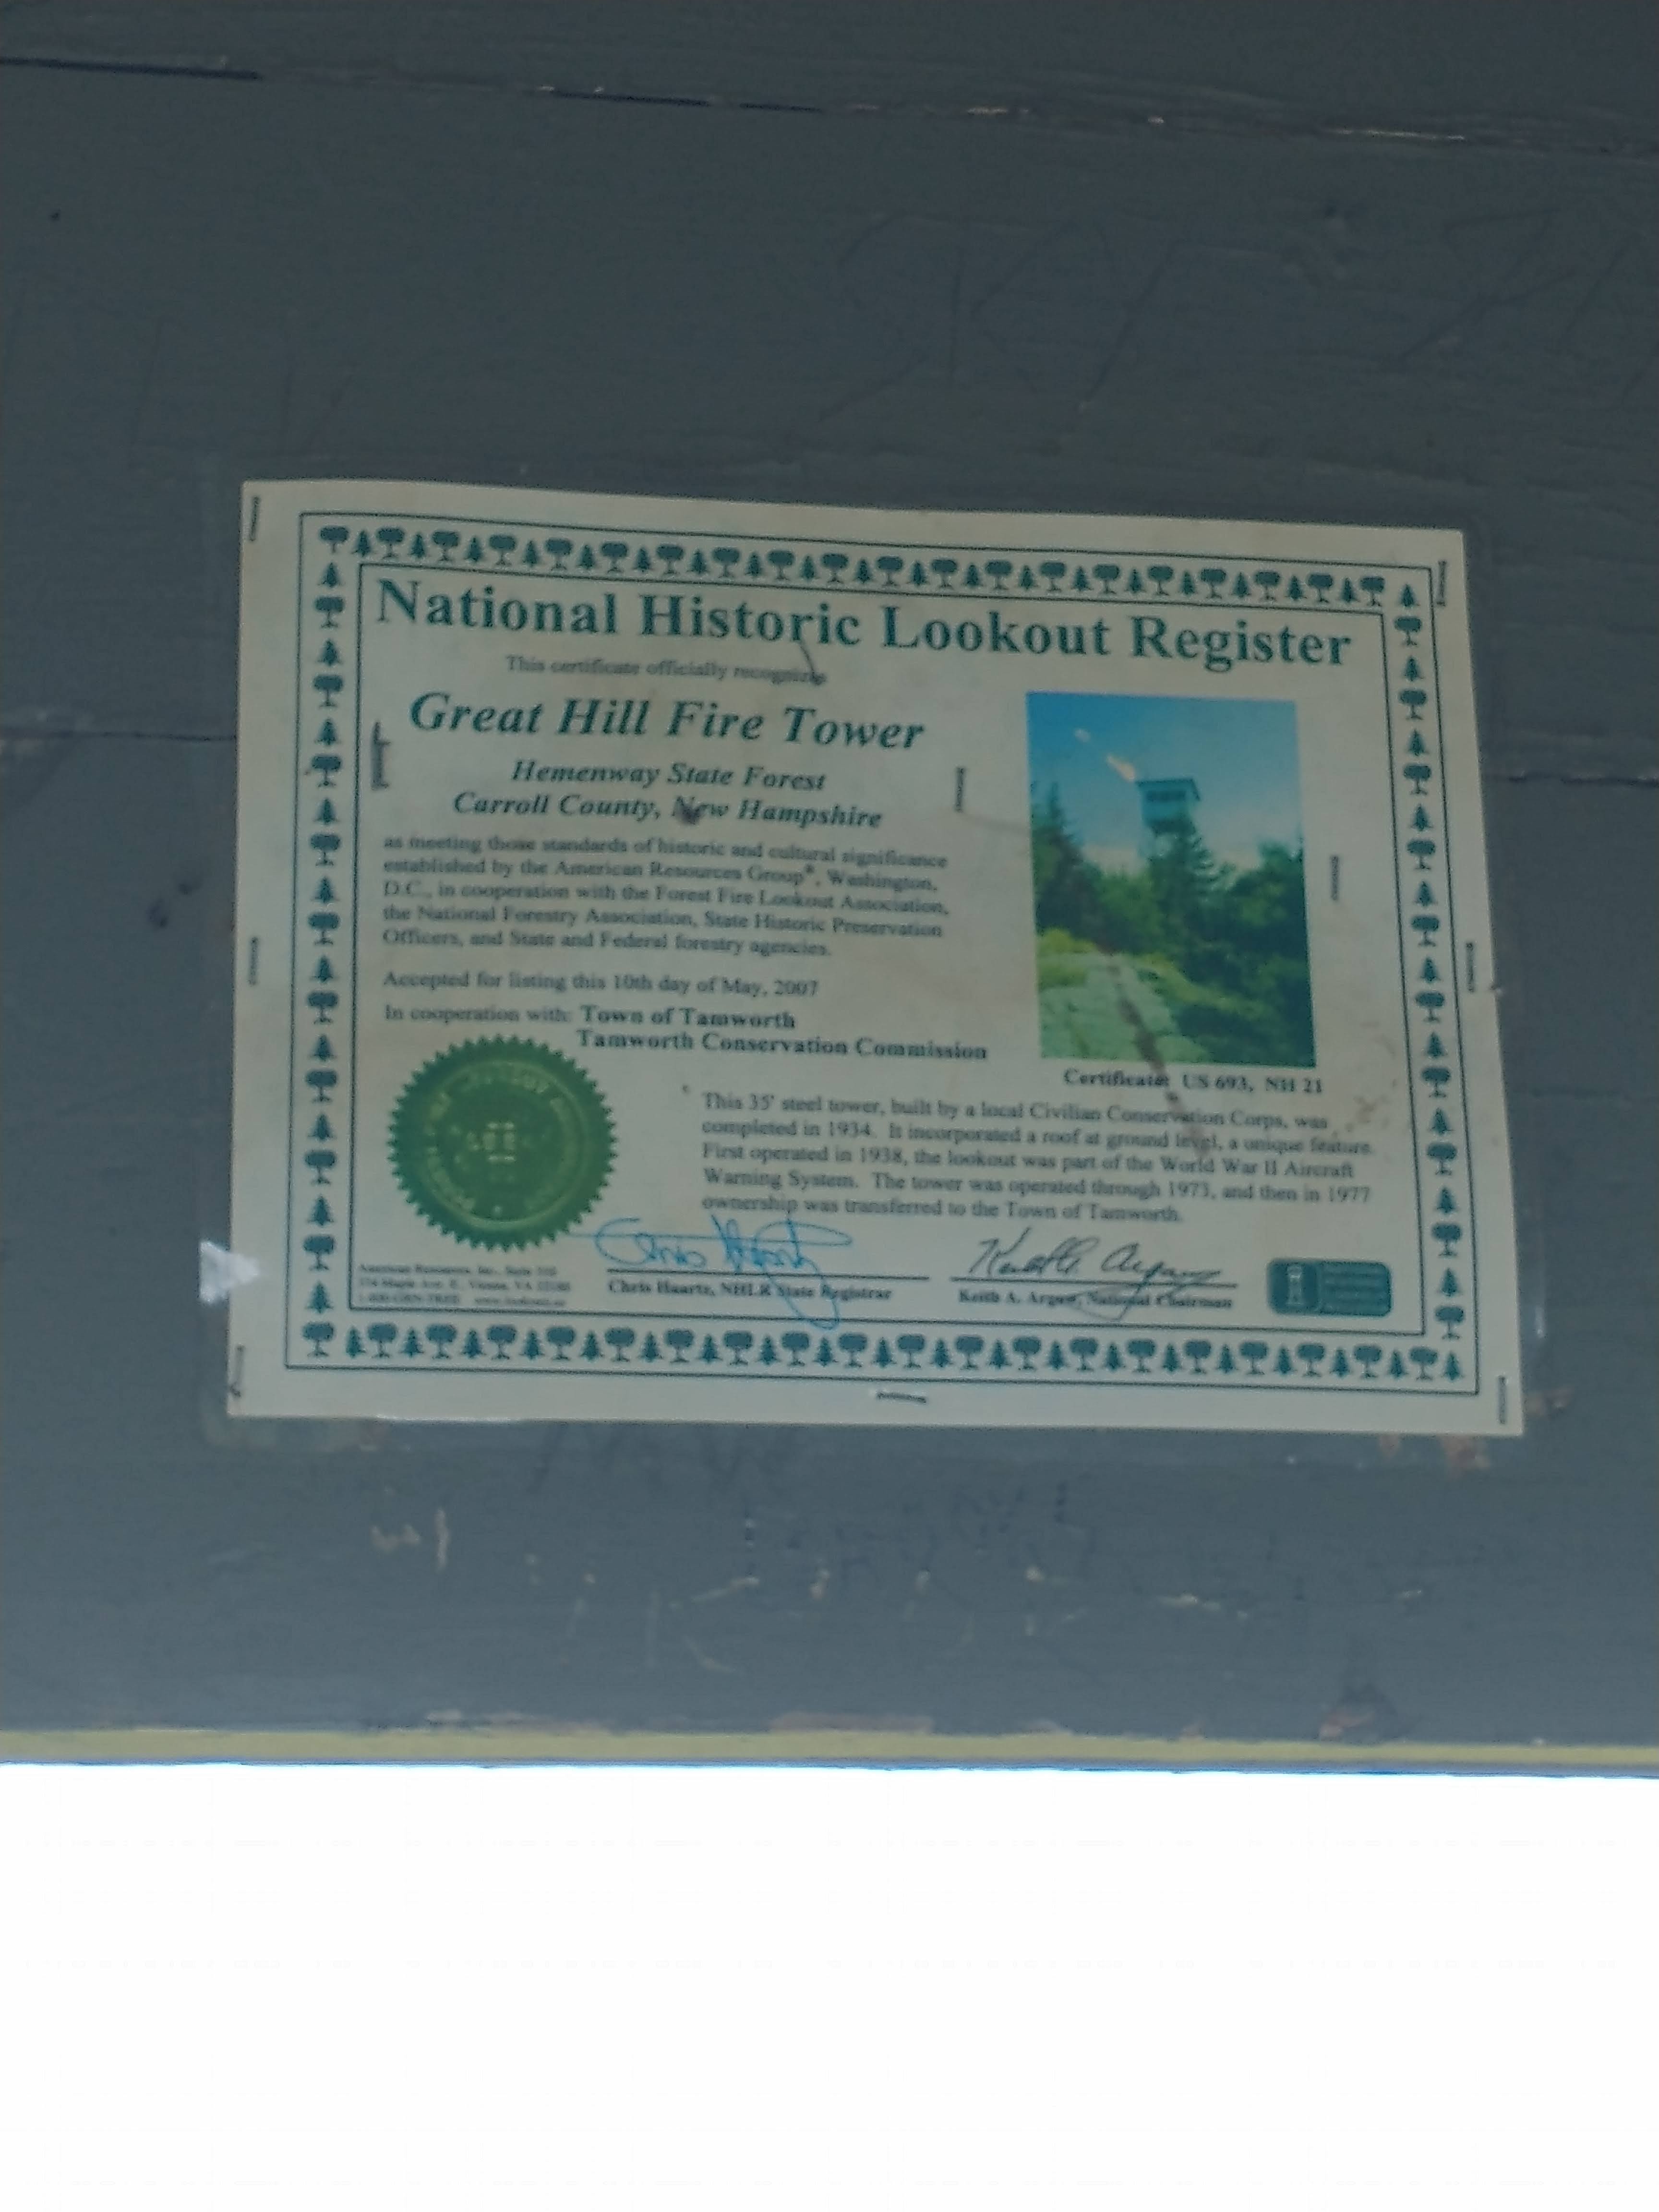 National Historic Lookout Register
This certificate officially recognizes
Great Hill Fire Tower
Hemenway State Forest
Carroll County, New Hampshire
as meeting those standards of historic and cultural significance
established by the American Resources Group®, Washington,
D.C., in cooperation with the Forest Fire Lookout Association,
the National Forestry Association, State Historic Preservation
Officers, and State and Federal forestry agencies.
Accepted for listing this 10th day of May, 2007
In cooperation with: Town of Tamworth
Tamworth Conservation Commission
Certificate: US 693, NH 21
This 35' steel tower, built by a local Civilian Conservation Corps, was
completed in 1934. It incorporated a roof at ground level, a unique feature.
First operated in 1938, the lookout was part of the World War II Aircraft
Warning System. The tower was operated through 1973, and then in 1977
ownership was transferred to the Town of Tamworth.
Chris Haartz, NHLR State Registrar
Keith A. Argow, National Chairman